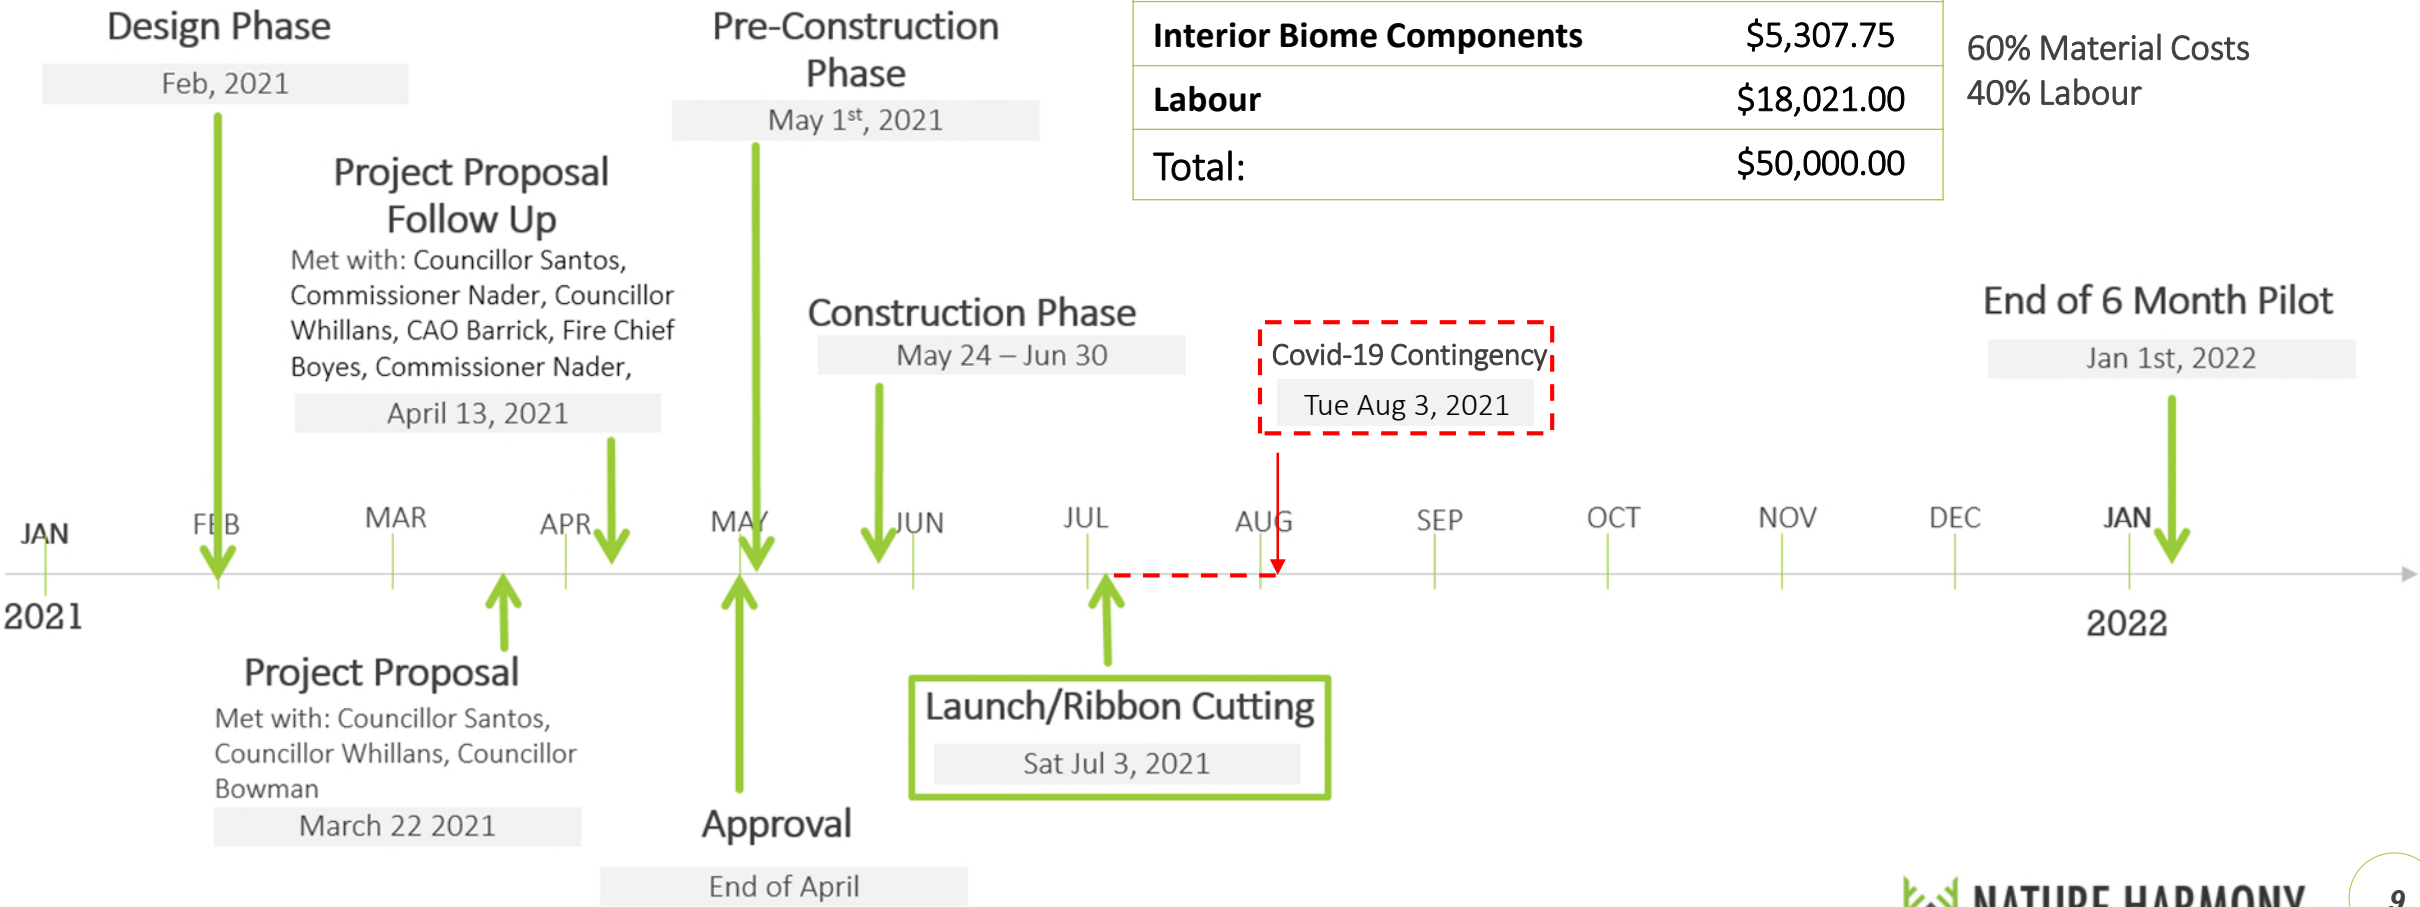 Design Phase
Feb, 2021
Pre-Construction
Phase
May 1st, 2021
Interior Biome Components $5,307.75
Labour $18,021.00
Total: $50,000.00
60% Material Costs
40% Labour
Project Proposal
Follow Up
Met with: Councillor Santos,
Commissioner Nader, Councillor
Whillans, CAO Barrick, Fire Chief
Boyes, Commissioner Nader,
April 13, 2021
Construction Phase
May 24 – Jun 30
Covid-19 Contingency
Tue Aug 3, 2021
End of 6 Month Pilot
Jan 1st, 2022
JAN FEB MAR APR MAY JUN JUL AUG SEP OCT NOV DEC JAN
2021 2022
Project Proposal
Met with: Councillor Santos,
Councillor Whillans, Councillor
Bowman
March 22 2021
Launch/Ribbon Cutting
Sat Jul 3, 2021
Approval
End of April
NATURE HARMONY
9